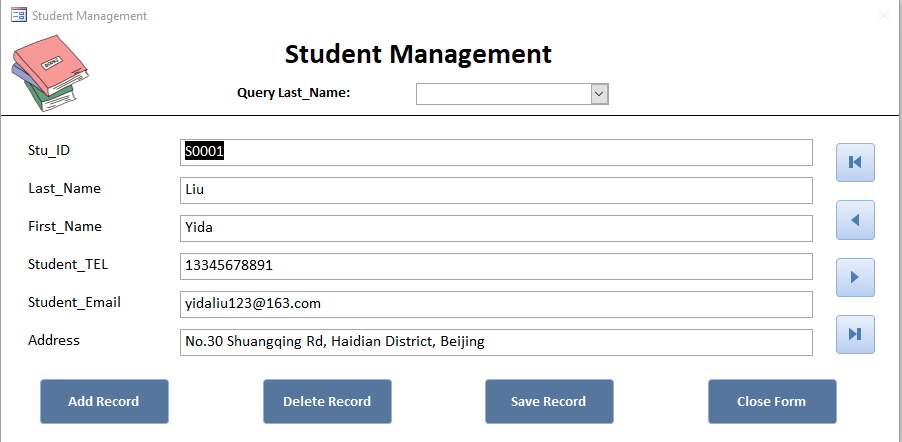 Student Management
Student Management
Query Last_Name:
Stu_ID S0001
Last_Name Liu
First_Name Yida
Student_TEL 13345678891
Student_Email yidaliu123@163.com
Address No.30 Shuangqing Rd, Haidian District, Beijing
Add Record Delete Record Save Record Close Form